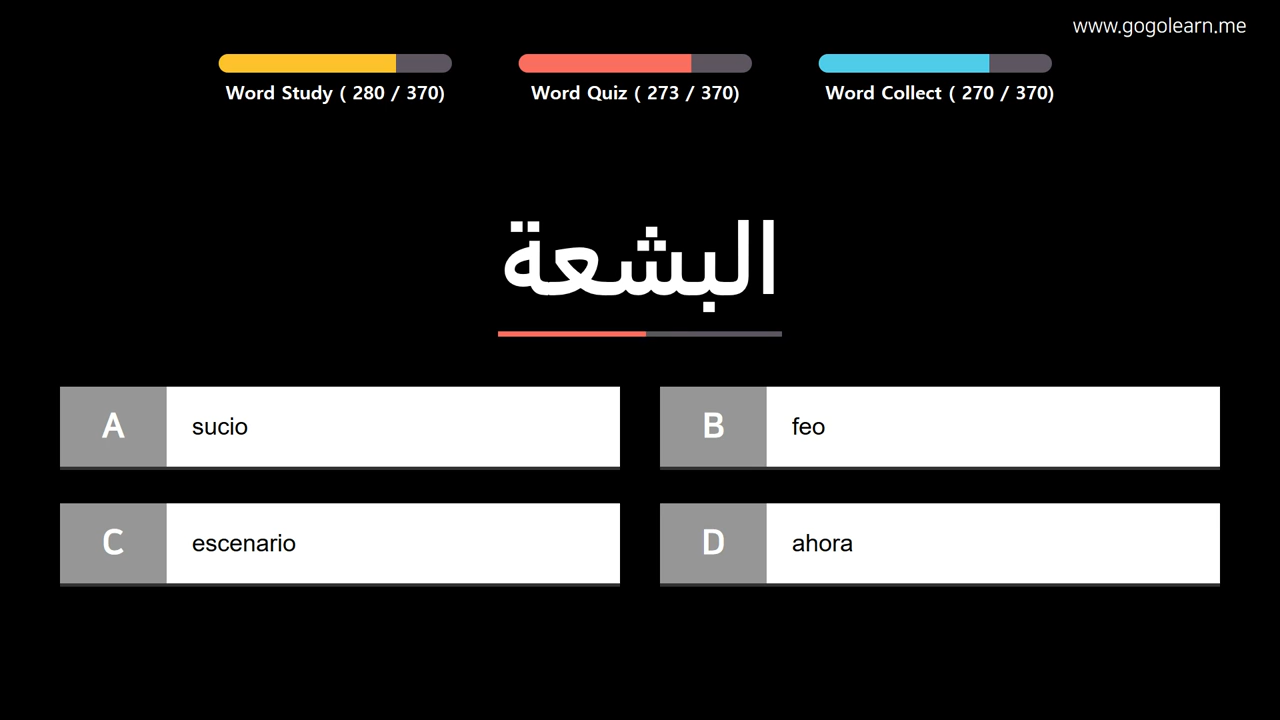 www.gogolearn.me
Word Study ( 280 / 370)
Word Quiz ( 273 / 370)
Word Collect ( 270 / 370)
البشعة
A
sucio
B
feo
C
escenario
D
ahora